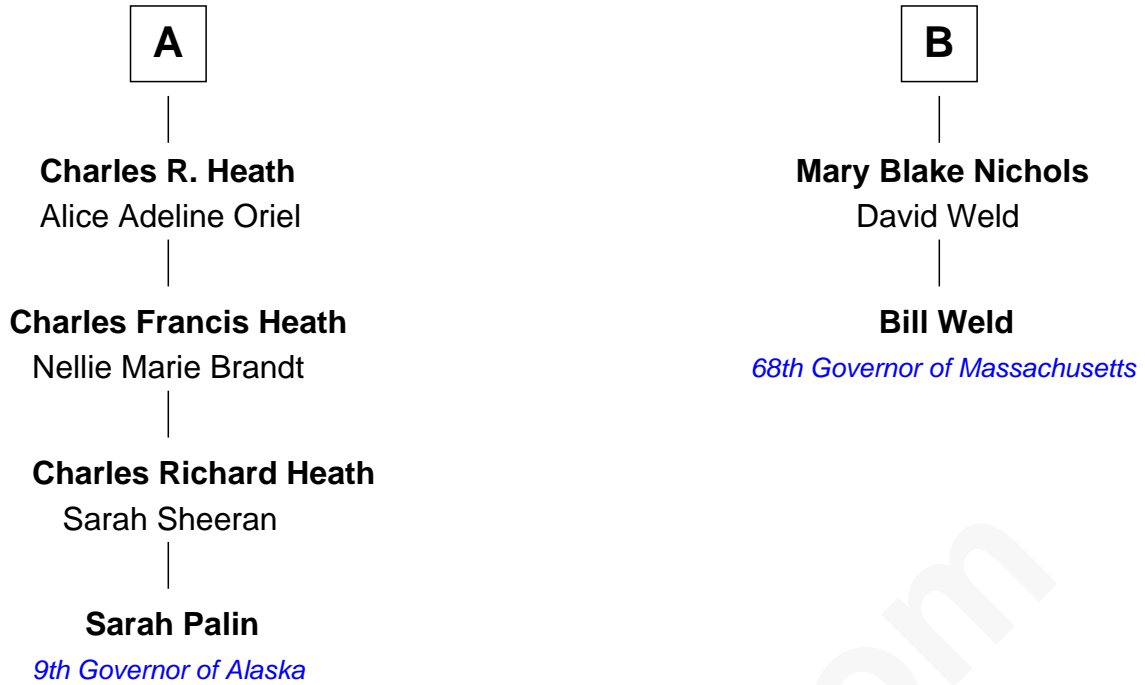 A
Charles R. Heath
Alice Adeline Oriel
Charles Francis Heath
Nellie Marie Brandt
Charles Richard Heath
Sarah Sheeran
Sarah Palin
9th Governor of Alaska
B
Mary Blake Nichols
David Weld
Bill Weld
68th Governor of Massachusetts
om